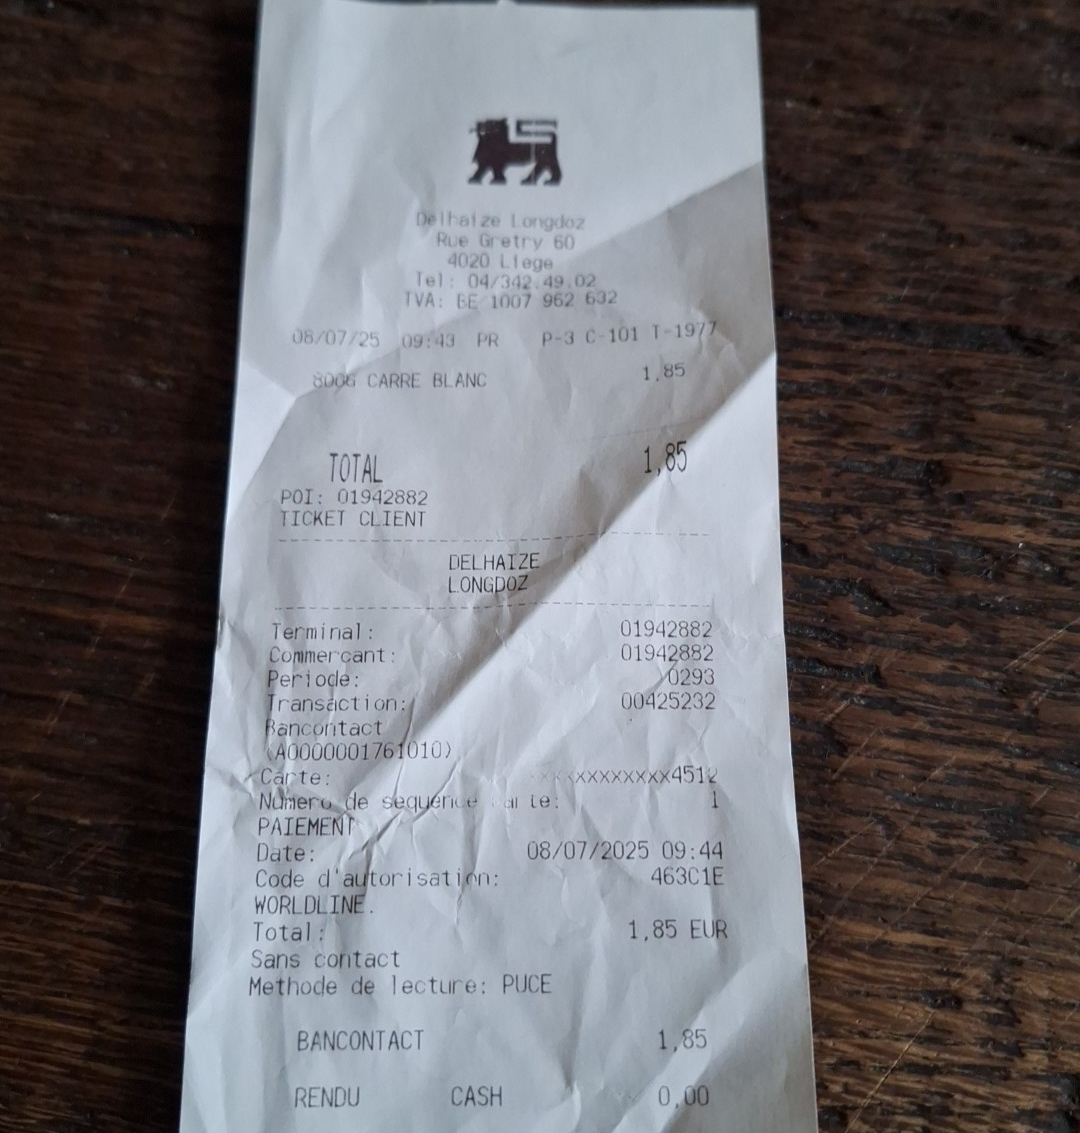 Delhaize Longdoz
Rue Gretry 60
4020 Liege
Tel: 04/342.49.02
TVA: BE 1007 962 632
08/07/25 09:43 PR P-3 C-101 T-1977
8006 CARRE BLANC 1,85
TOTAL 1,85
POI: 01942882
TICKET CLIENT
DELHAIZE
LONGDOZ
Terminal: 01942882
Commercant: 01942882
Periode: 0293
Transaction: 00425232
Bancontact
(A0000001761010)
Carte: xxxxxxxxxxxx4512
Numero de sequence carte: 1
PAIEMENT
Date: 08/07/2025 09:44
Code d'autorisation: 463C1E
WORLDLINE.
Total: 1,85 EUR
Sans contact
Methode de lecture: PUCE
BANCONTACT 1,85
RENDU CASH 0,00